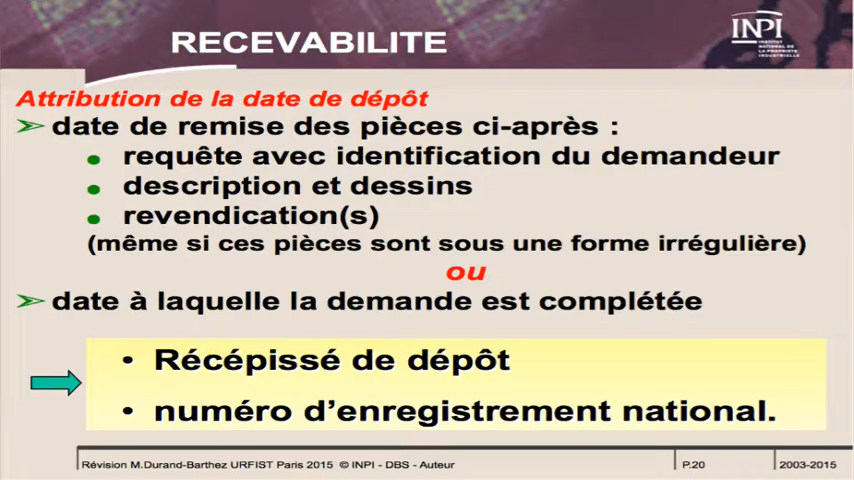 RECEVABILITE
INPI
INSTITUT
NATIONAL DE
LA PROPRIETE
INDUSTRIELLE
Attribution de la date de dépôt
➢ date de remise des pièces ci-après :
• requête avec identification du demandeur
• description et dessins
• revendication(s)
(même si ces pièces sont sous une forme irrégulière)
ou
➢ date à laquelle la demande est complétée
• Récépissé de dépôt
• numéro d’enregistrement national.
Révision M.Durand-Barthez URFIST Paris 2015 © INPI - DBS - Auteur P.20 2003-2015